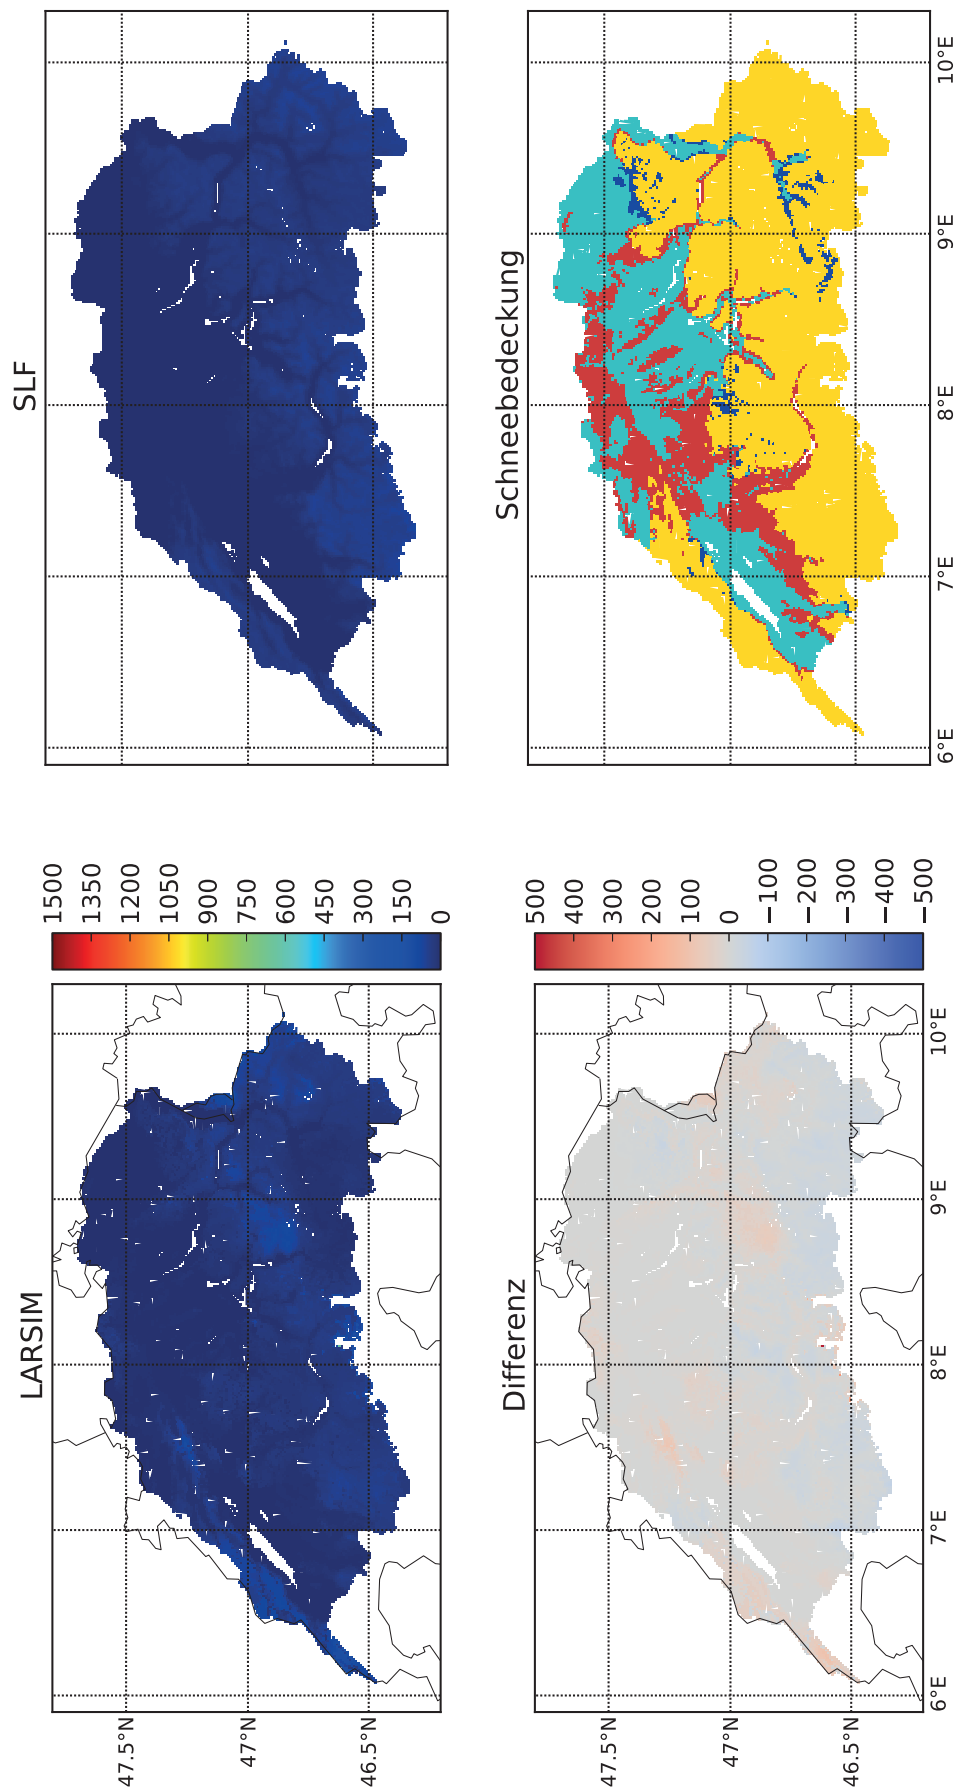 LARSIM
47.5°N
47°N
46.5°N
1500
1350
1200
1050
900
750
600
450
300
150
0
SLF
Differenz
47.5°N
47°N
46.5°N
6°E
7°E
8°E
9°E
10°E
500
400
300
200
100
0
−100
−200
−300
−400
−500
Schneebedeckung
6°E
7°E
8°E
9°E
10°E